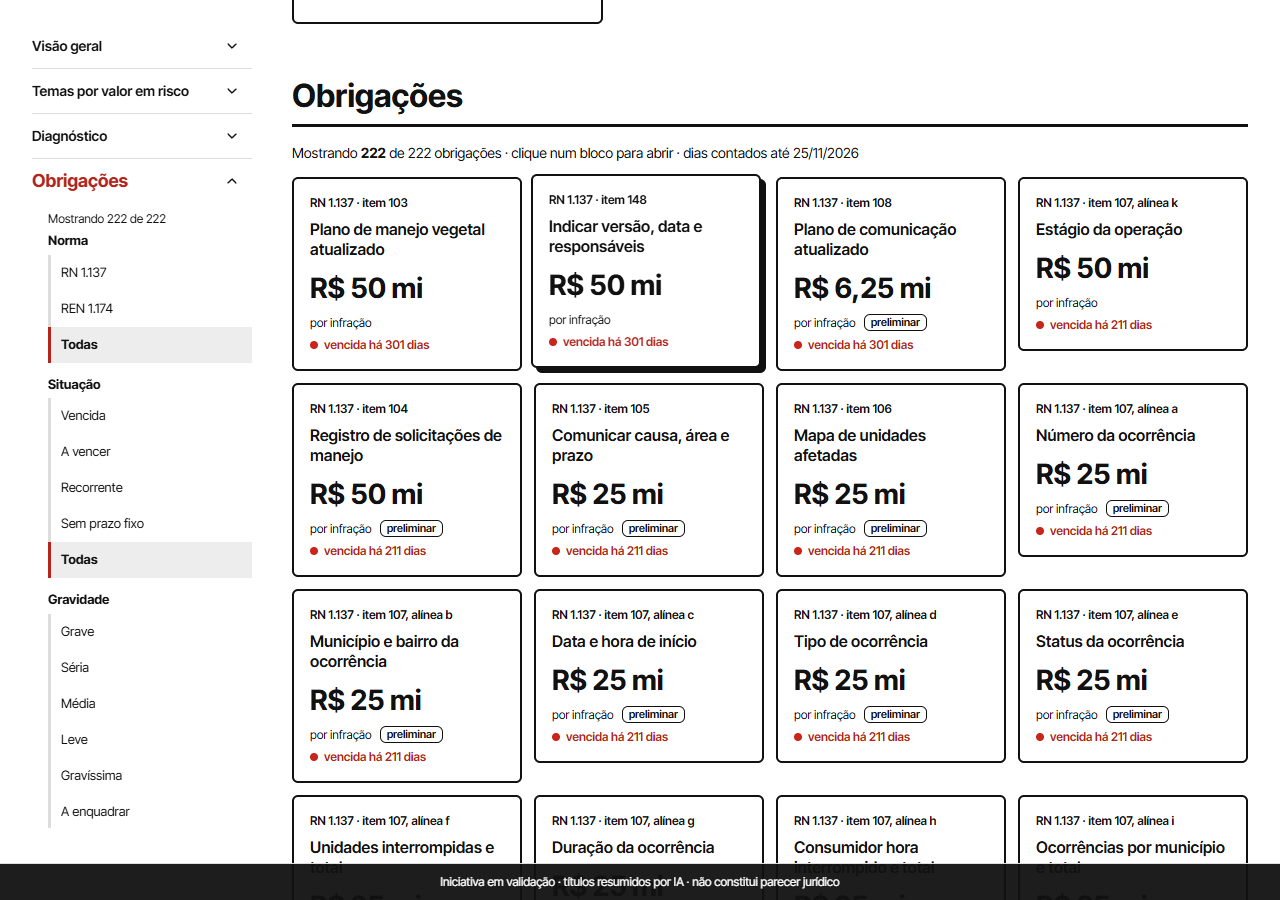 Visão geral
Temas por valor em risco
Diagnóstico
Obrigações
Mostrando 222 de 222
Norma
RN 1.137
REN 1.174
Todas
Situação
Vencida
A vencer
Recorrente
Sem prazo fixo
Todas
Gravidade
Grave
Séria
Média
Leve
Gravíssima
A enquadrar
Obrigações
Mostrando 222 de 222 obrigações · clique num bloco para abrir · dias contados até 25/11/2026
RN 1.137 · item 103
Plano de manejo vegetal
atualizado
R$ 50 mi
por infração
vencida há 301 dias
RN 1.137 · item 148
Indicar versão, data e
responsáveis
R$ 50 mi
por infração
vencida há 301 dias
RN 1.137 · item 108
Plano de comunicação
atualizado
R$ 6,25 mi
por infração preliminar
vencida há 301 dias
RN 1.137 · item 107, alínea k
Estágio da operação
R$ 50 mi
por infração
vencida há 211 dias
RN 1.137 · item 104
Registro de solicitações de
manejo
R$ 50 mi
por infração preliminar
vencida há 211 dias
RN 1.137 · item 105
Comunicar causa, área e
prazo
R$ 25 mi
por infração preliminar
vencida há 211 dias
RN 1.137 · item 106
Mapa de unidades
afetadas
R$ 25 mi
por infração preliminar
vencida há 211 dias
RN 1.137 · item 107, alínea a
Número da ocorrência
R$ 25 mi
por infração preliminar
vencida há 211 dias
RN 1.137 · item 107, alínea b
Município e bairro da
ocorrência
R$ 25 mi
por infração preliminar
vencida há 211 dias
RN 1.137 · item 107, alínea c
Data e hora de início
R$ 25 mi
por infração preliminar
vencida há 211 dias
RN 1.137 · item 107, alínea d
Tipo de ocorrência
R$ 25 mi
por infração preliminar
vencida há 211 dias
RN 1.137 · item 107, alínea e
Status da ocorrência
R$ 25 mi
por infração preliminar
vencida há 211 dias
RN 1.137 · item 107, alínea f
Unidades interrompidas e
total
RN 1.137 · item 107, alínea g
Duração da ocorrência
R$ 25 mi
RN 1.137 · item 107, alínea h
Consumidor hora
interrompido e total
RN 1.137 · item 107, alínea i
Ocorrências por município
e total
Iniciativa em validação · títulos resumidos por IA · não constitui parecer jurídico